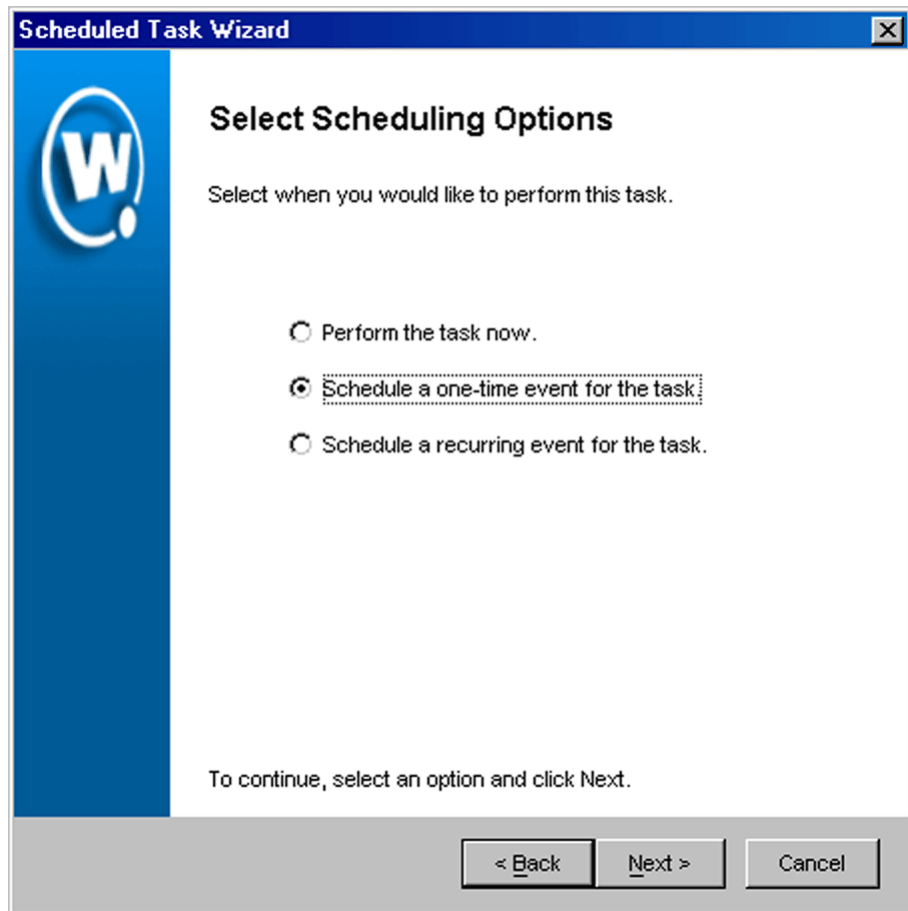 Scheduled Task Wizard
W
Select Scheduling Options
Select when you would like to perform this task.
Perform the task now.
Schedule a one-time event for the task.
Schedule a recurring event for the task.
To continue, select an option and click Next.
< Back
Next >
Cancel